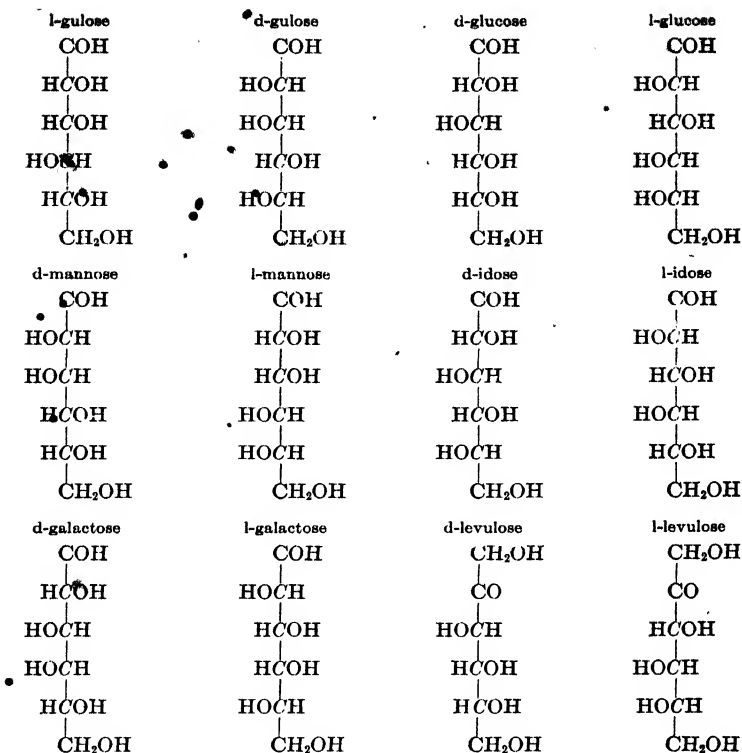 l-gulose d-gulose d-glucose l-glucose
COH COH COH COH
HCOH HOCH HCOH HOCH
HCOH HOCH HOCH HCOH
HOCH HCOH HCOH HOCH
HCOH HOCH HCOH HOCH
CH₂OH CH₂OH CH₂OH CH₂OH
d-mannose l-mannose d-idose l-idose
COH COH COH COH
HOCH HCOH HCOH HOCH
HOCH HCOH HOCH HCOH
HCOH HOCH HCOH HOCH
HCOH HOCH HOCH HCOH
CH₂OH CH₂OH CH₂OH CH₂OH
d-galactose l-galactose d-levulose l-levulose
COH COH CH₂OH CH₂OH
HCOH HOCH CO CO
HOCH HCOH HOCH HCOH
HOCH HCOH HCOH HOCH
HCOH HOCH HCOH HOCH
CH₂OH CH₂OH CH₂OH CH₂OH